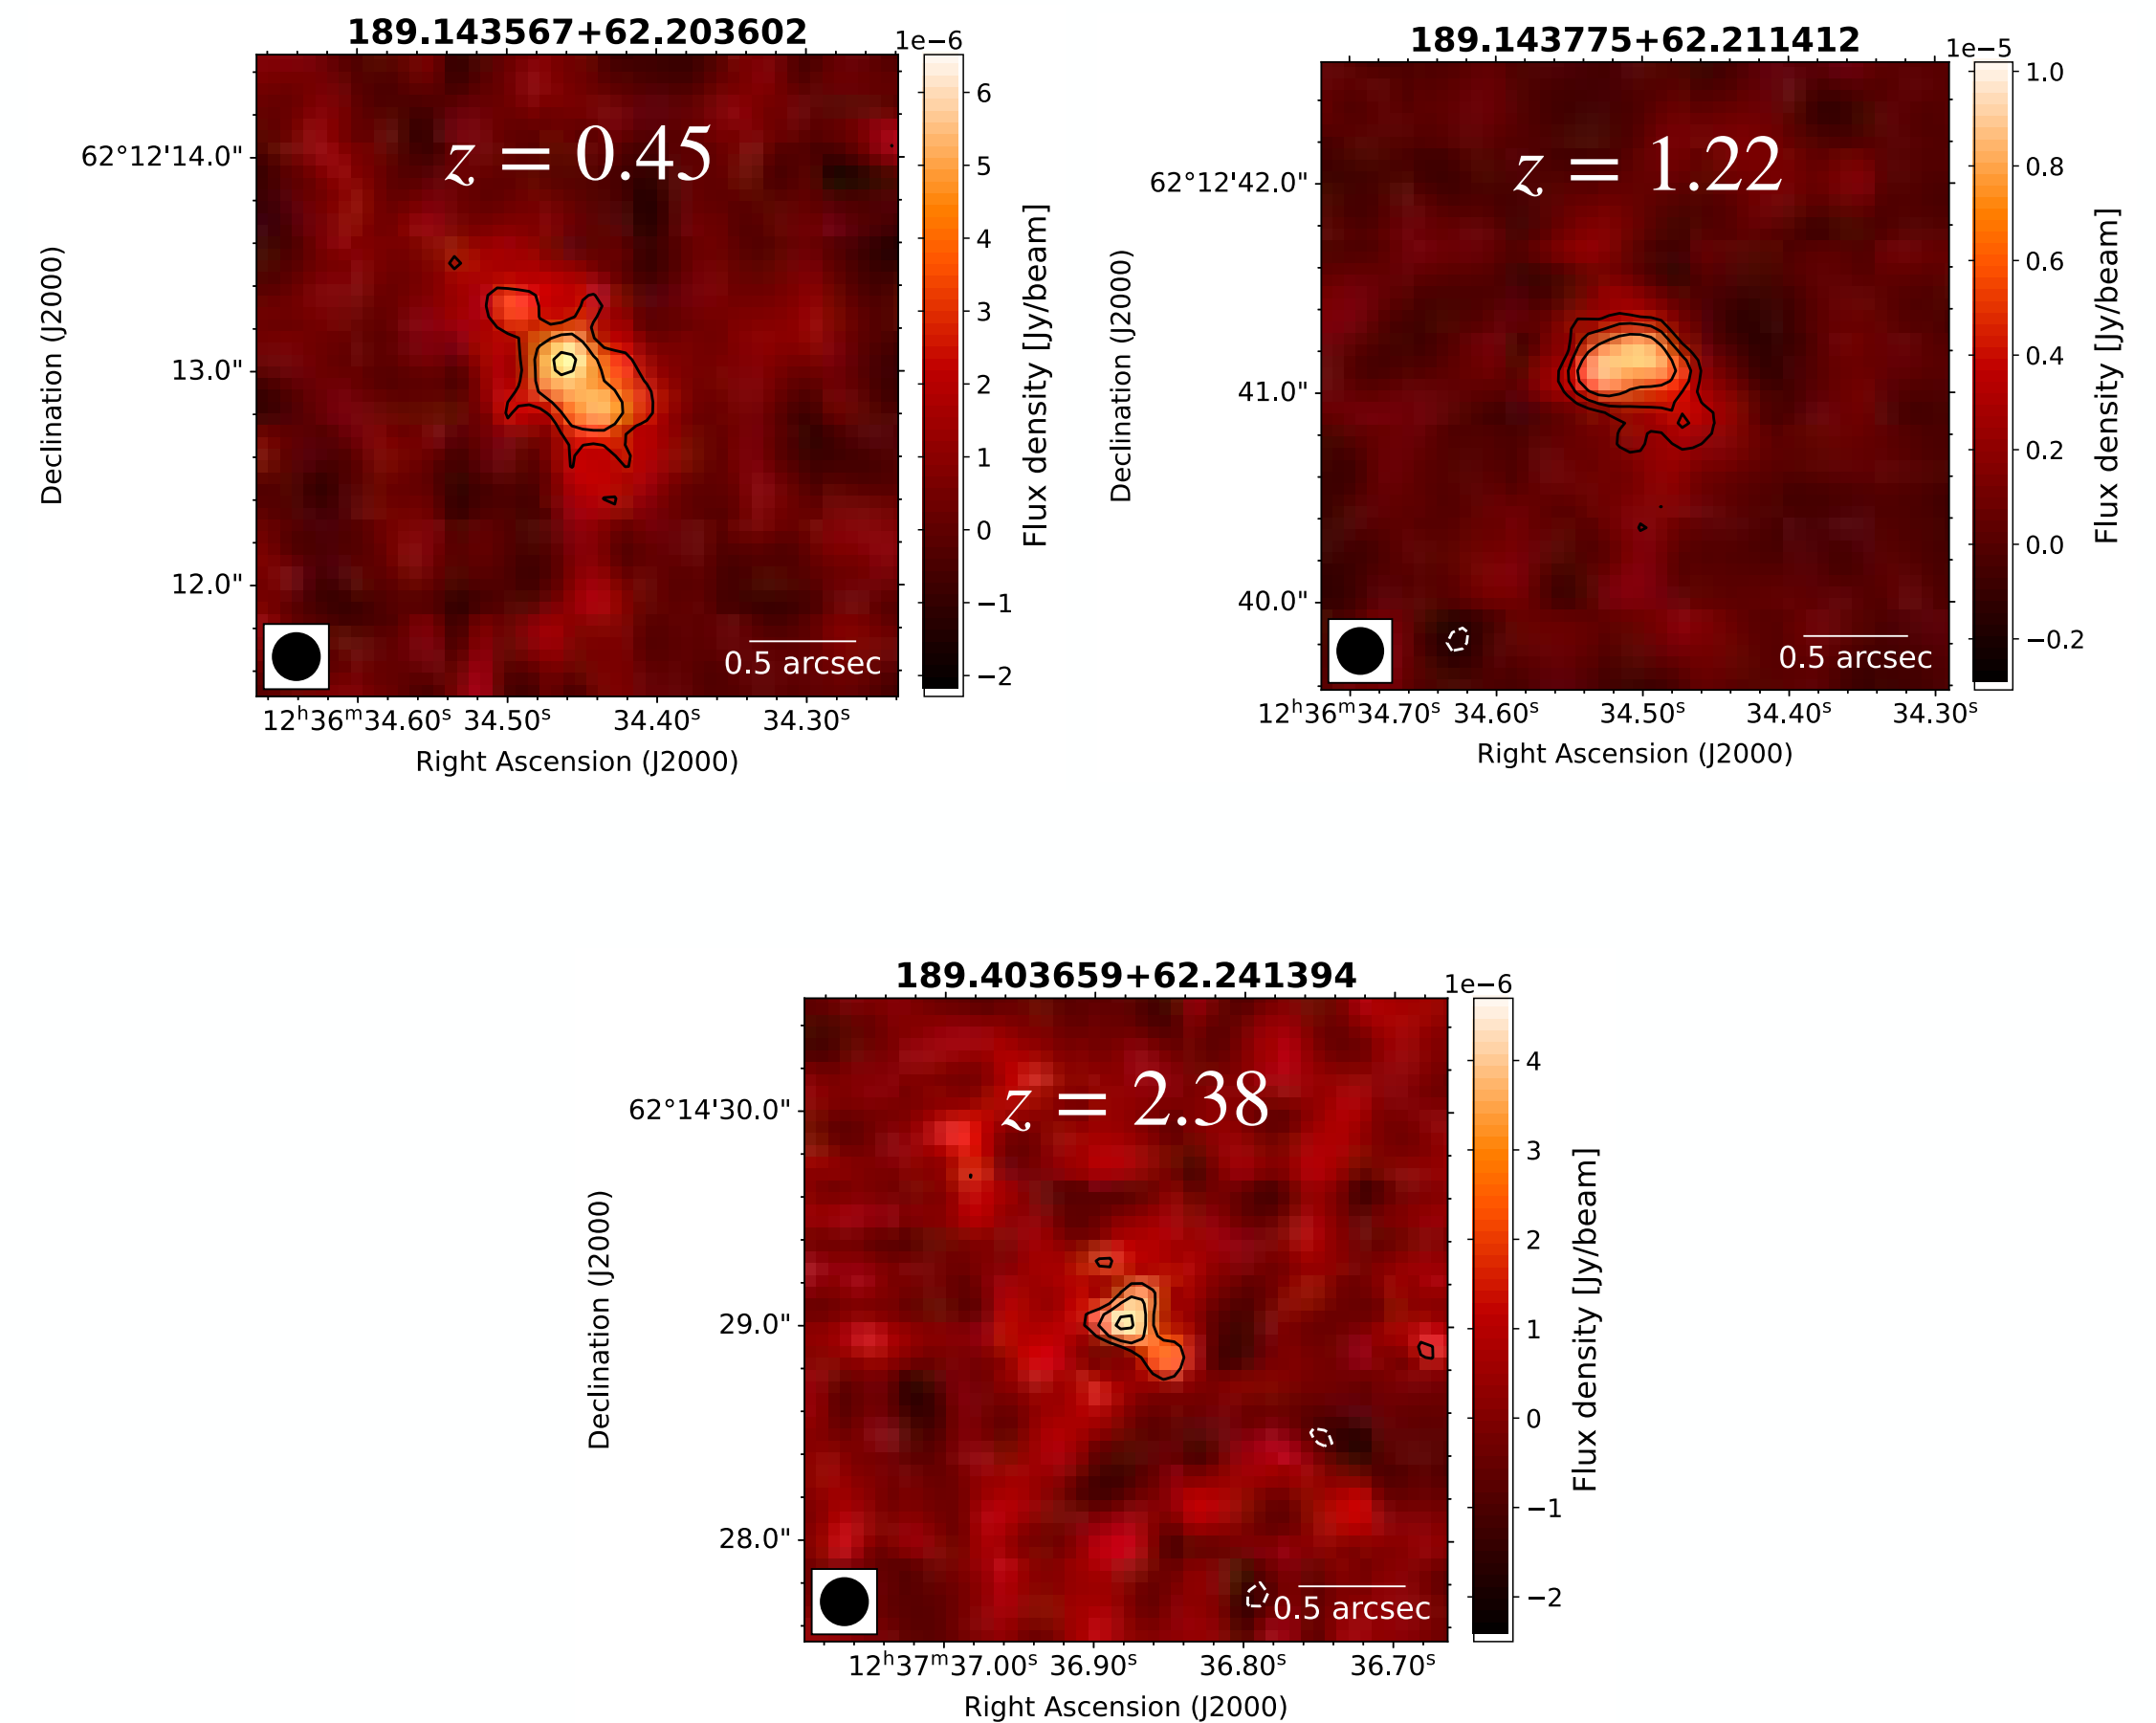 189.143567+62.203602
1e−6
z = 0.45
62°12'14.0"
13.0"
12.0"
Declination (J2000)
6
5
4
3
2
1
0
−1
−2
Flux density [Jy/beam]
0.5 arcsec
12ʰ36ᵐ34.60ˢ 34.50ˢ 34.40ˢ 34.30ˢ
Right Ascension (J2000)
189.143775+62.211412
1e−5
z = 1.22
62°12'42.0"
41.0"
40.0"
Declination (J2000)
1.0
0.8
0.6
0.4
0.2
0.0
−0.2
Flux density [Jy/beam]
0.5 arcsec
12ʰ36ᵐ34.70ˢ 34.60ˢ 34.50ˢ 34.40ˢ 34.30ˢ
Right Ascension (J2000)
189.403659+62.241394
1e−6
z = 2.38
62°14'30.0"
29.0"
28.0"
Declination (J2000)
4
3
2
1
0
−1
−2
Flux density [Jy/beam]
0.5 arcsec
12ʰ37ᵐ37.00ˢ 36.90ˢ 36.80ˢ 36.70ˢ
Right Ascension (J2000)